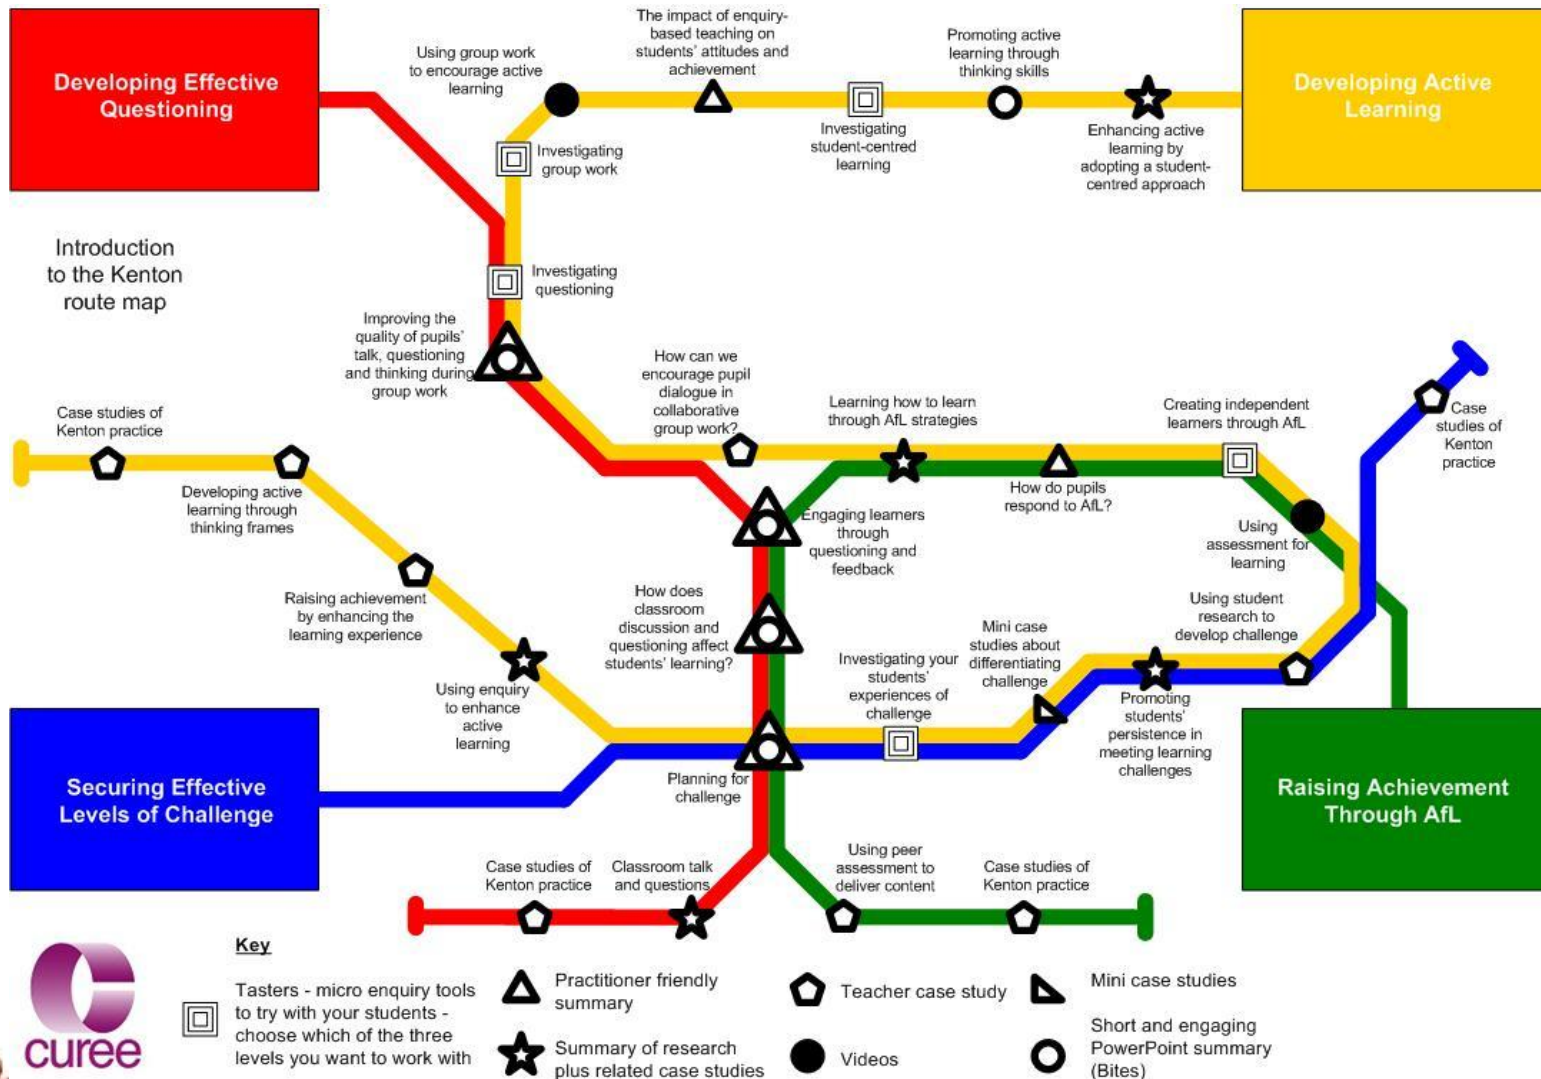 Developing Effective
Questioning
Using group work
to encourage active
learning
The impact of enquiry-
based teaching on
students' attitudes and
achievement
Promoting active
learning through
thinking skills
Developing Active
Learning
Investigating
group work
Investigating
student-centred
learning
Enhancing active
learning by
adopting a student-
centred approach
Introduction
to the Kenton
route map
Investigating
questioning
Improving the
quality of pupils'
talk, questioning
and thinking during
group work
How can we
encourage pupil
dialogue in
collaborative
group work?
Learning how to learn
through AfL strategies
Creating independent
learners through AfL
Case
studies of
Kenton
practice
Case studies of
Kenton practice
Developing active
learning through
thinking frames
How do pupils
respond to AfL?
Engaging learners
through
questioning and
feedback
Using
assessment for
learning
Raising achievement
by enhancing the
learning experience
How does
classroom
discussion and
questioning affect
students' learning?
Using student
research to
develop challenge
Mini case
studies about
differentiating
challenge
Investigating your
students'
experiences of
challenge
Using enquiry
to enhance
active
learning
Promoting
students'
persistence in
meeting learning
challenges
Securing Effective
Levels of Challenge
Planning for
challenge
Raising Achievement
Through AfL
Case studies of
Kenton practice
Classroom talk
and questions
Using peer
assessment to
deliver content
Case studies of
Kenton practice
curee
Key
Tasters - micro enquiry tools
to try with your students -
choose which of the three
levels you want to work with
Practitioner friendly
summary
Summary of research
plus related case studies
Teacher case study
Videos
Mini case studies
Short and engaging
PowerPoint summary
(Bites)